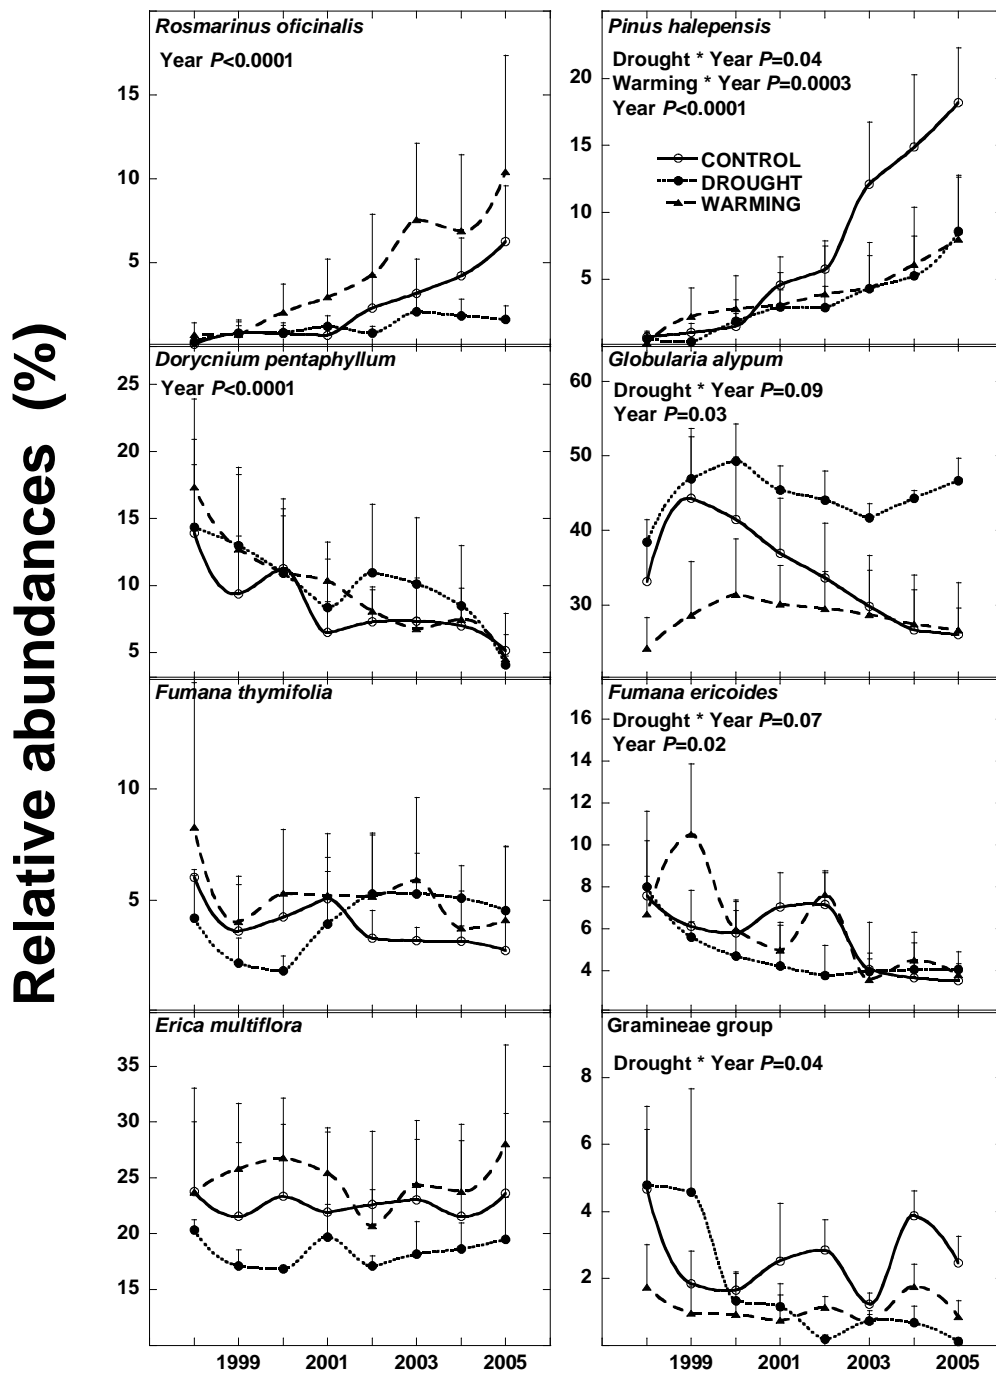 Relative abundances (%)
Rosmarinus oficinalis
Year P<0.0001
15
10
5
Pinus halepensis
Drought * Year P=0.04
Warming * Year P=0.0003
Year P<0.0001
CONTROL
DROUGHT
WARMING
20
15
10
5
Dorycnium pentaphyllum
Year P<0.0001
25
20
15
10
5
Globularia alypum
Drought * Year P=0.09
Year P=0.03
60
50
40
30
Fumana thymifolia
10
5
Fumana ericoides
Drought * Year P=0.07
Year P=0.02
16
14
12
10
8
6
4
Erica multiflora
35
30
25
20
15
1999 2001 2003 2005
Gramineae group
Drought * Year P=0.04
8
6
4
2
1999 2001 2003 2005